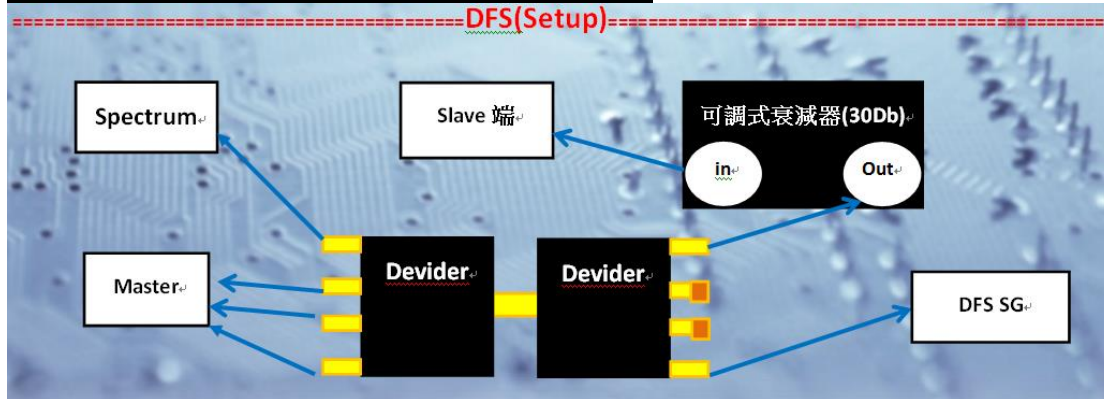 DFS(Setup)
Spectrum
Slave 端
可調式衰減器(30Db)
in
Out
Devider
Devider
Master
DFS SG